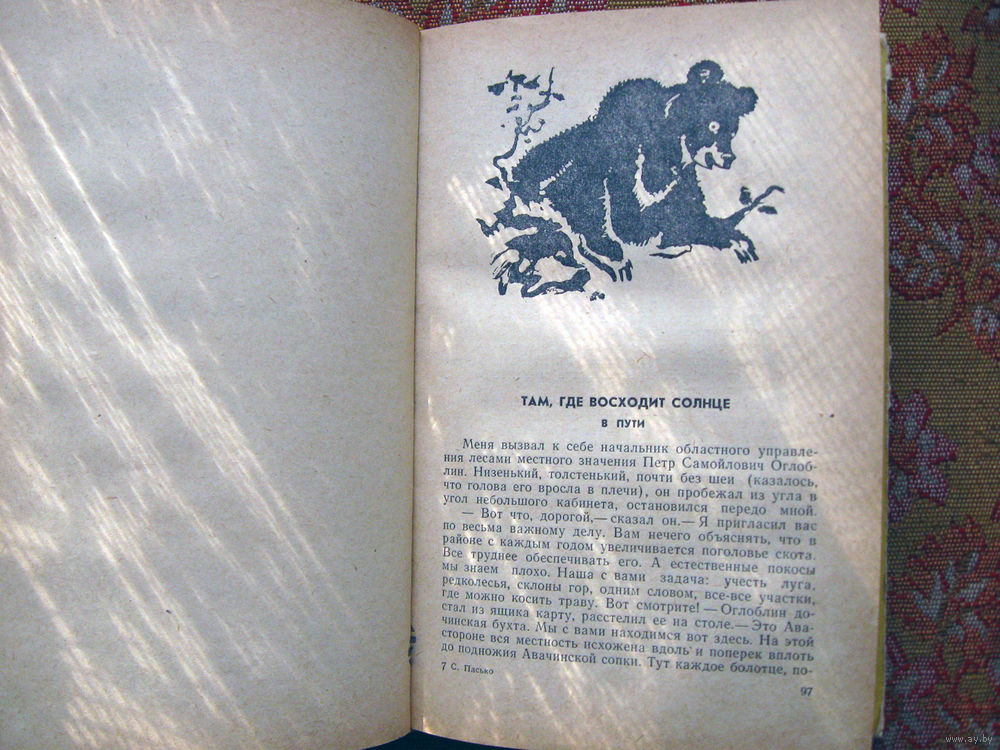 ТАМ, ГДЕ ВОСХОДИТ СОЛНЦЕ
В ПУТИ
Меня вызвал к себе начальник областного управле-
ния лесами местного значения Петр Самойлович Оглоб-
лин. Низенький, толстенький, почти без шеи (казалось,
что голова его вросла в плечи), он пробежал из угла в
угол небольшого кабинета, остановился передо мной.
— Вот что, дорогой,— сказал он.— Я пригласил вас
по весьма важному делу. Вам нечего объяснять, что в
районе с каждым годом увеличивается поголовье скота.
Все труднее обеспечивать его. А естественные покосы
мы знаем плохо. Наша с вами задача: учесть луга,
редколесья, склоны гор, одним словом, все-все участки,
где можно косить траву. Вот смотрите! — Оглоблин до-
стал из ящика карту, расстелил ее на столе.— Это Ава-
чинская бухта. Мы с вами находимся вот здесь. На этой
стороне вся местность исхожена вдоль и поперек вплоть
до подножия Авачинской сопки. Тут каждое болотце, по-
7 С. Пасько
97
www.ay.by